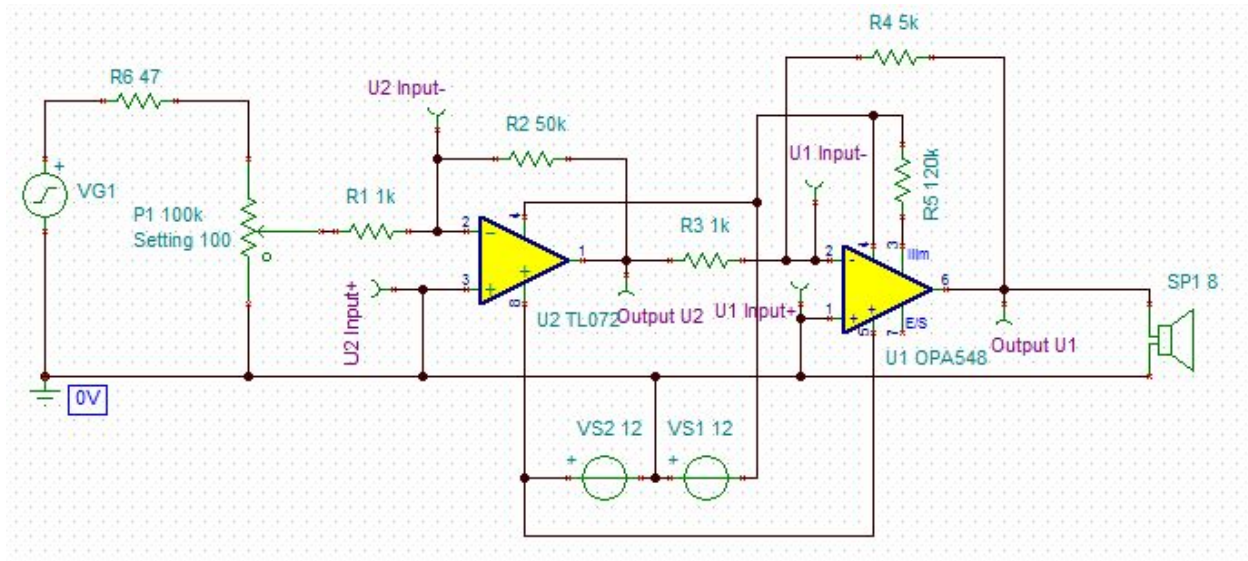 R4 5k
R6 47
U2 Input-
R2 50k
U1 Input-
R5 120k
VG1
P1 100k
Setting 100
R1 1k
2
4
1
R3 1k
2
4
3
IIIm
3
8
U2 Input+
U2 TL072
Output U2
U1 Input+
1
5
7
E/S
6
SP1 8
U1 OPA548
Output U1
0V
VS2 12
VS1 12